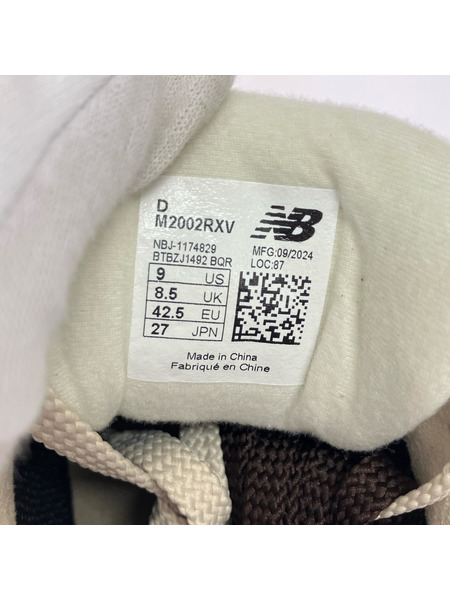 D
M2002RXV
NB
NBJ-1174829
BTBZJ1492 BQR
MFG:09/2024
LOC:87
9 US
8.5 UK
42.5 EU
27 JPN
Made in China
Fabriqué en Chine